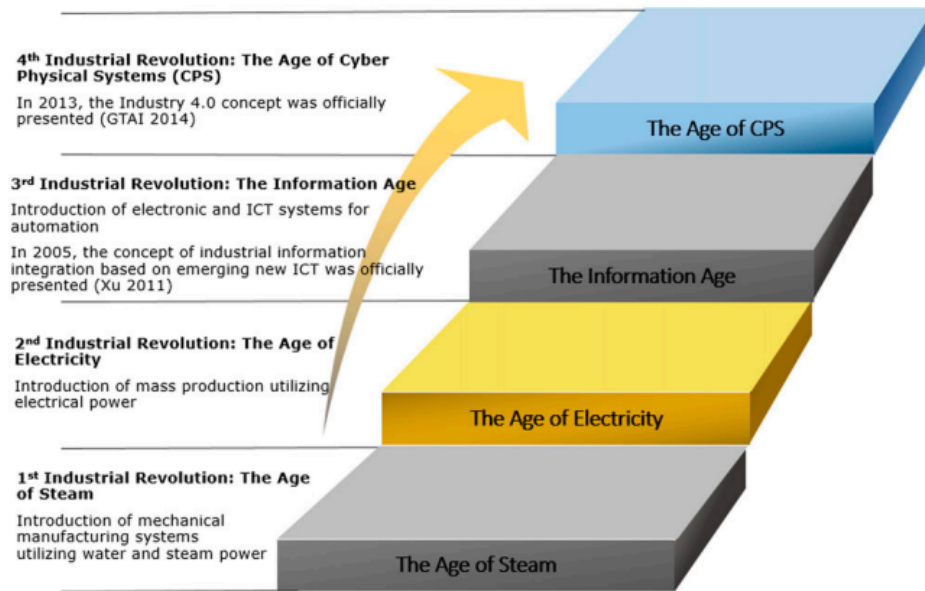 4th Industrial Revolution: The Age of Cyber
Physical Systems (CPS)
In 2013, the Industry 4.0 concept was officially
presented (GTAI 2014)
The Age of CPS
3rd Industrial Revolution: The Information Age
Introduction of electronic and ICT systems for
automation
In 2005, the concept of industrial information
integration based on emerging new ICT was officially
presented (Xu 2011)
The Information Age
2nd Industrial Revolution: The Age of
Electricity
Introduction of mass production utilizing
electrical power
The Age of Electricity
1st Industrial Revolution: The Age
of Steam
Introduction of mechanical
manufacturing systems
utilizing water and steam power
The Age of Steam